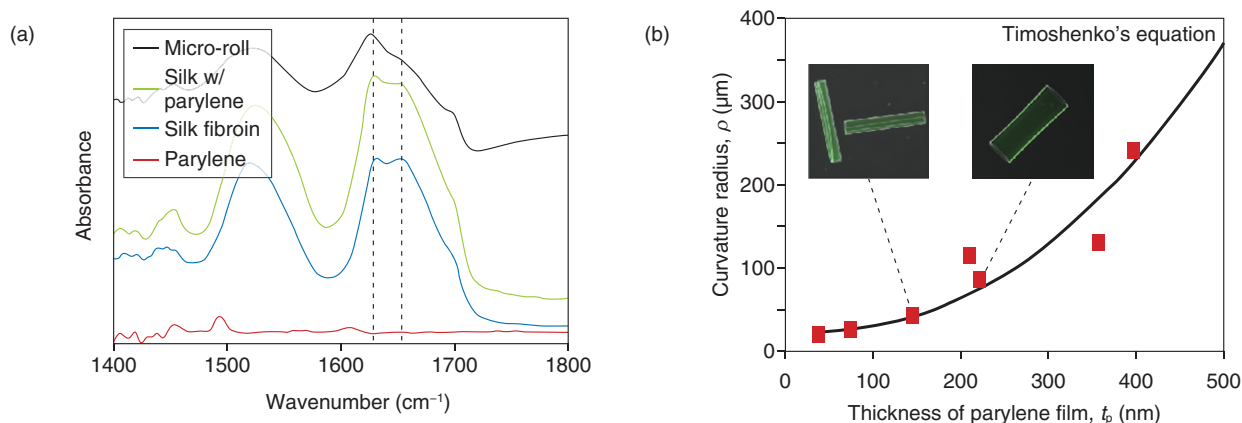 (a)
Micro-roll
Silk w/
parylene
Silk fibroin
Parylene
Absorbance
1400
1500
1600
1700
1800
Wavenumber (cm⁻¹)
(b)
Timoshenko's equation
400
300
200
100
0
Curvature radius, ρ (μm)
0
100
200
300
400
500
Thickness of parylene film, tₚ (nm)